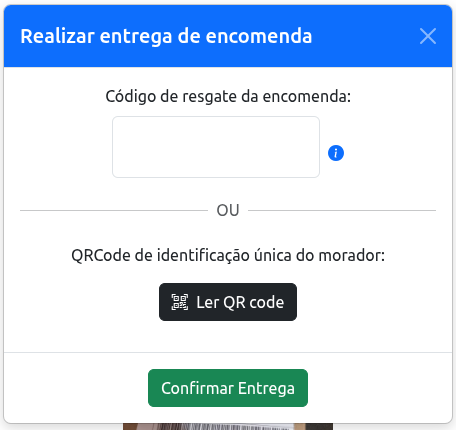 Realizar entrega de encomenda
Código de resgate da encomenda:
OU
QRCode de identificação única do morador:
Ler QR code
Confirmar Entrega